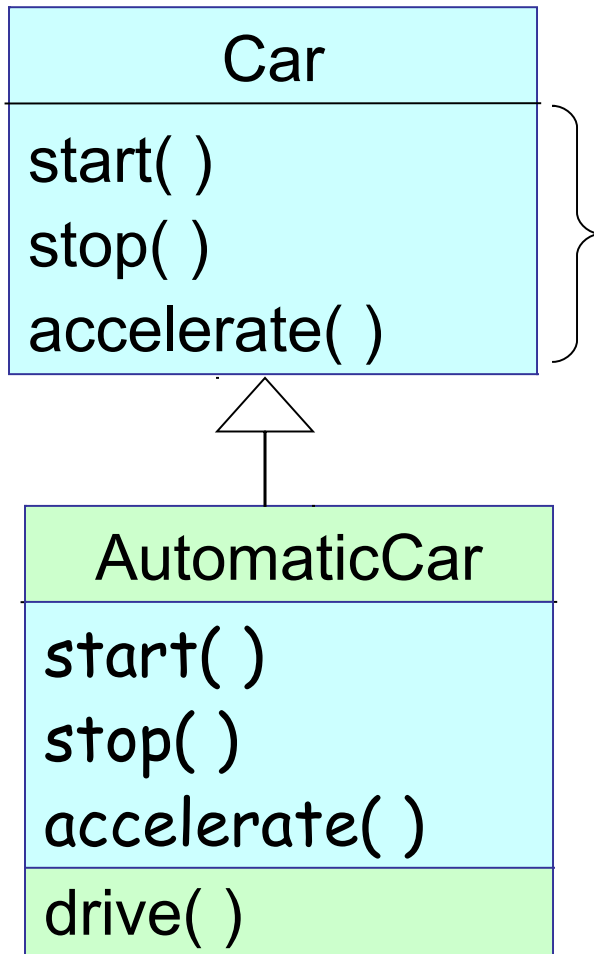 Car
start( )
stop( )
accelerate( )
AutomaticCar
start( )
stop( )
accelerate( )
drive( )